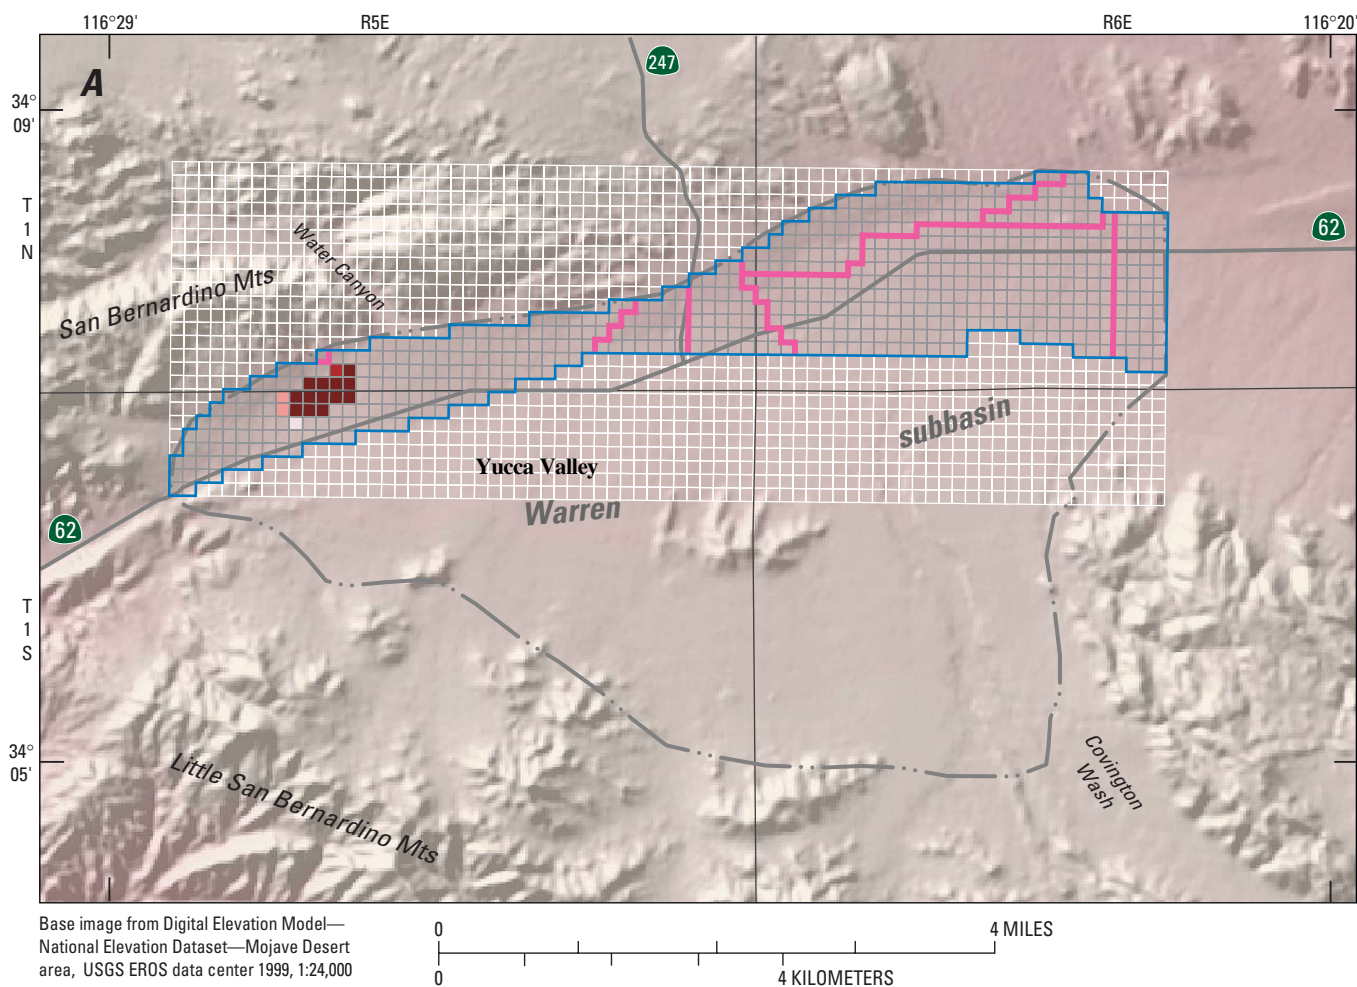 116°29'
R5E
R6E
116°20'
A
247
34°
09'
T
1
N
62
Water Canyon
San Bernardino Mts
subbasin
Yucca Valley
Warren
62
T
1
S
34°
05'
Little San Bernardino Mts
Covington
Wash
Base image from Digital Elevation Model—
National Elevation Dataset—Mojave Desert
area, USGS EROS data center 1999, 1:24,000
0
4 MILES
0
4 KILOMETERS